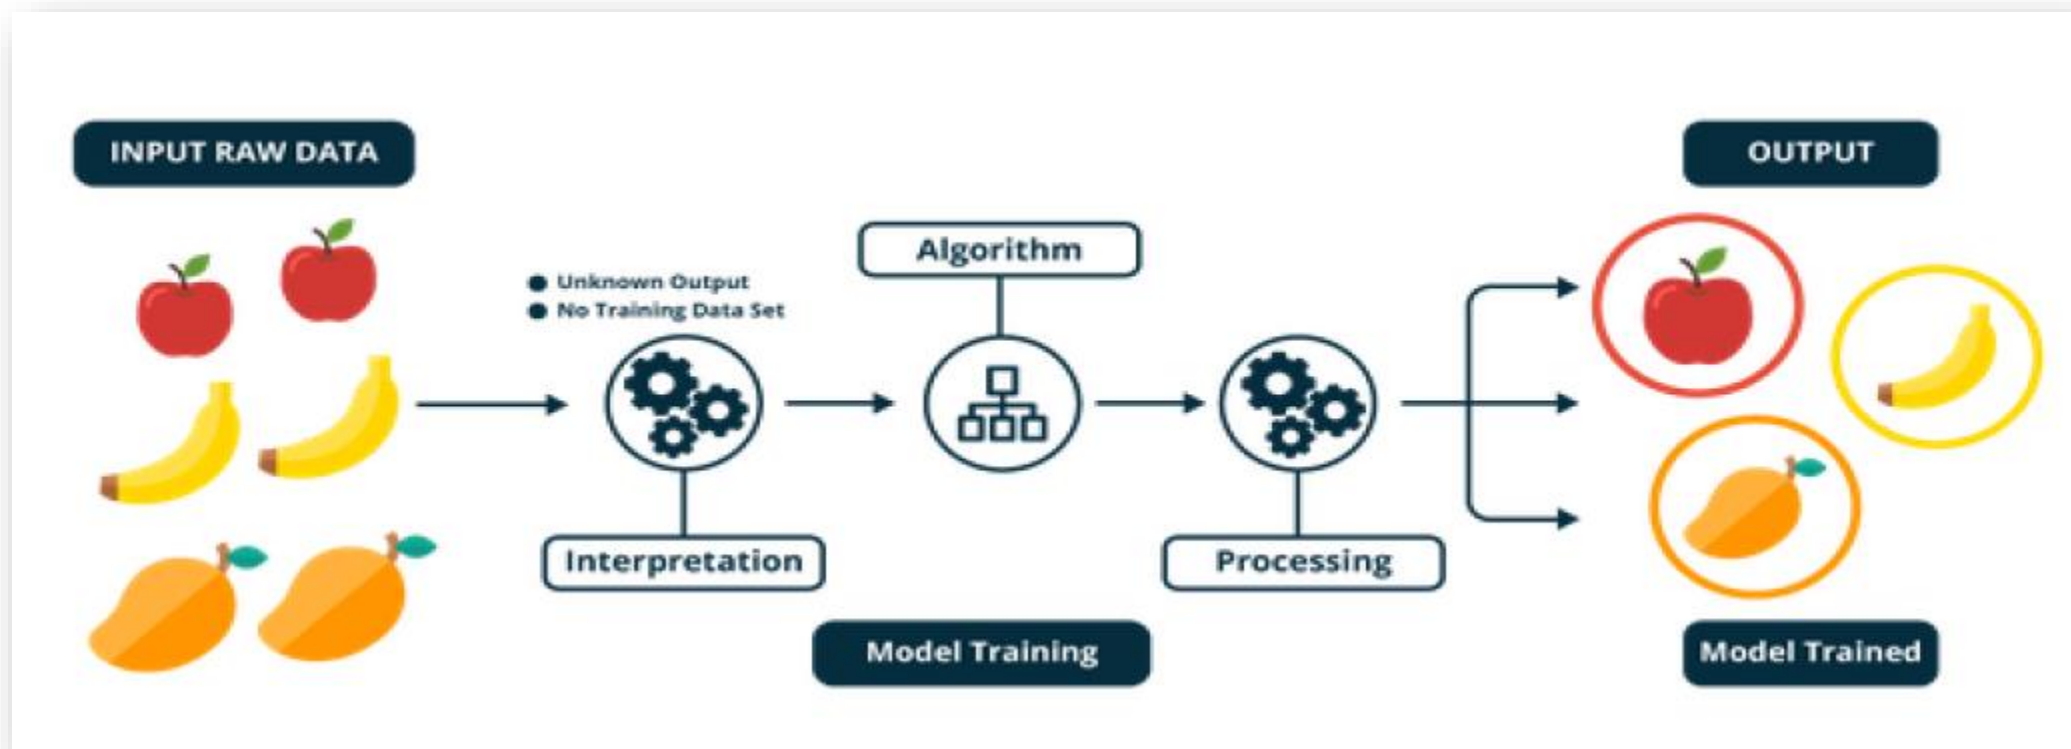 INPUT RAW DATA
OUTPUT
Algorithm
● Unknown Output
● No Training Data Set
Interpretation
Processing
Model Training
Model Trained